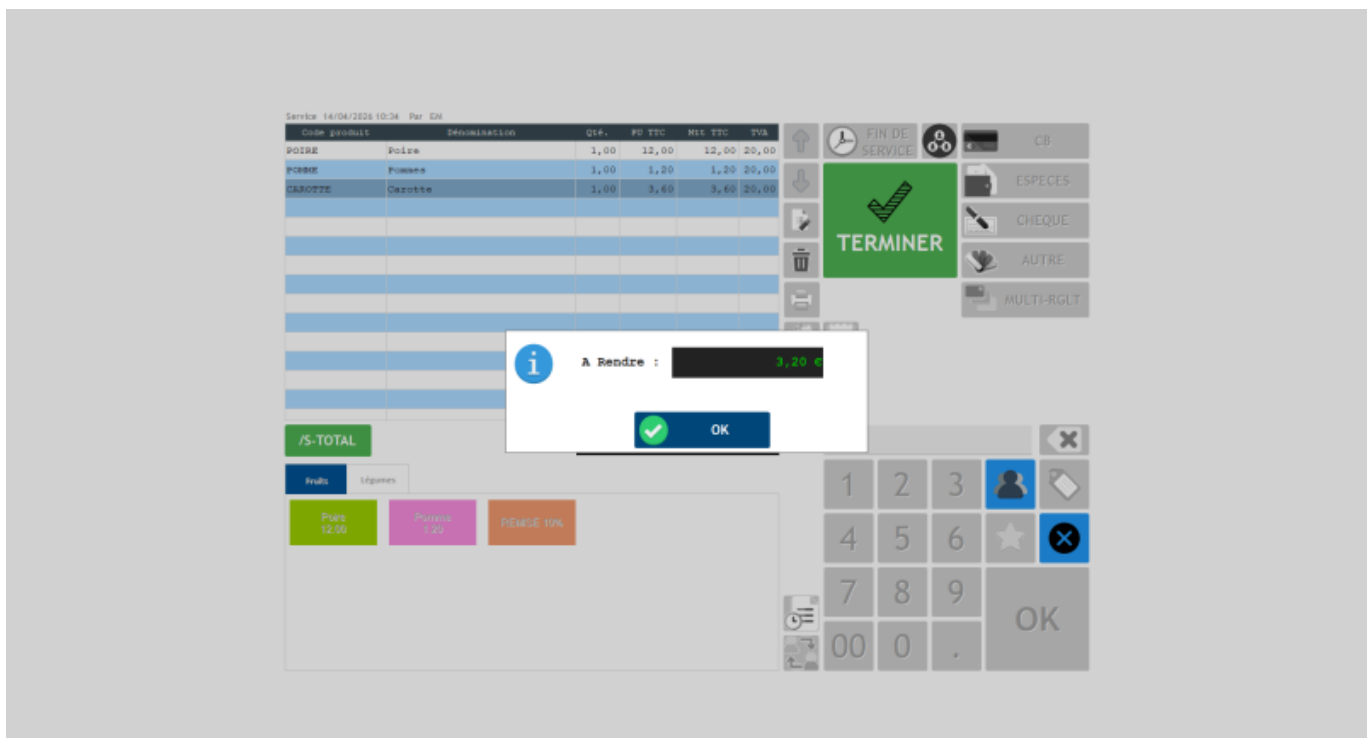 Service 14/04/2026 10:34 Par EM
Code produit Dénomination Qté. PU TTC Mtt TTC TVA
POIRE Poire 1,00 12,00 12,00 20,00
POMME Pommes 1,00 1,20 1,20 20,00
CAROTTE Carotte 1,00 3,60 3,60 20,00
FIN DE
SERVICE
CB
ESPECES
TERMINER
CHEQUE
AUTRE
MULTI-RGLT
A Rendre : 3,20 €
OK
/S-TOTAL
Fruits Légumes
Poire
12.00
Pomme
1.20
REMISE 10%
1 2 3
4 5 6
7 8 9
00 0 .
OK